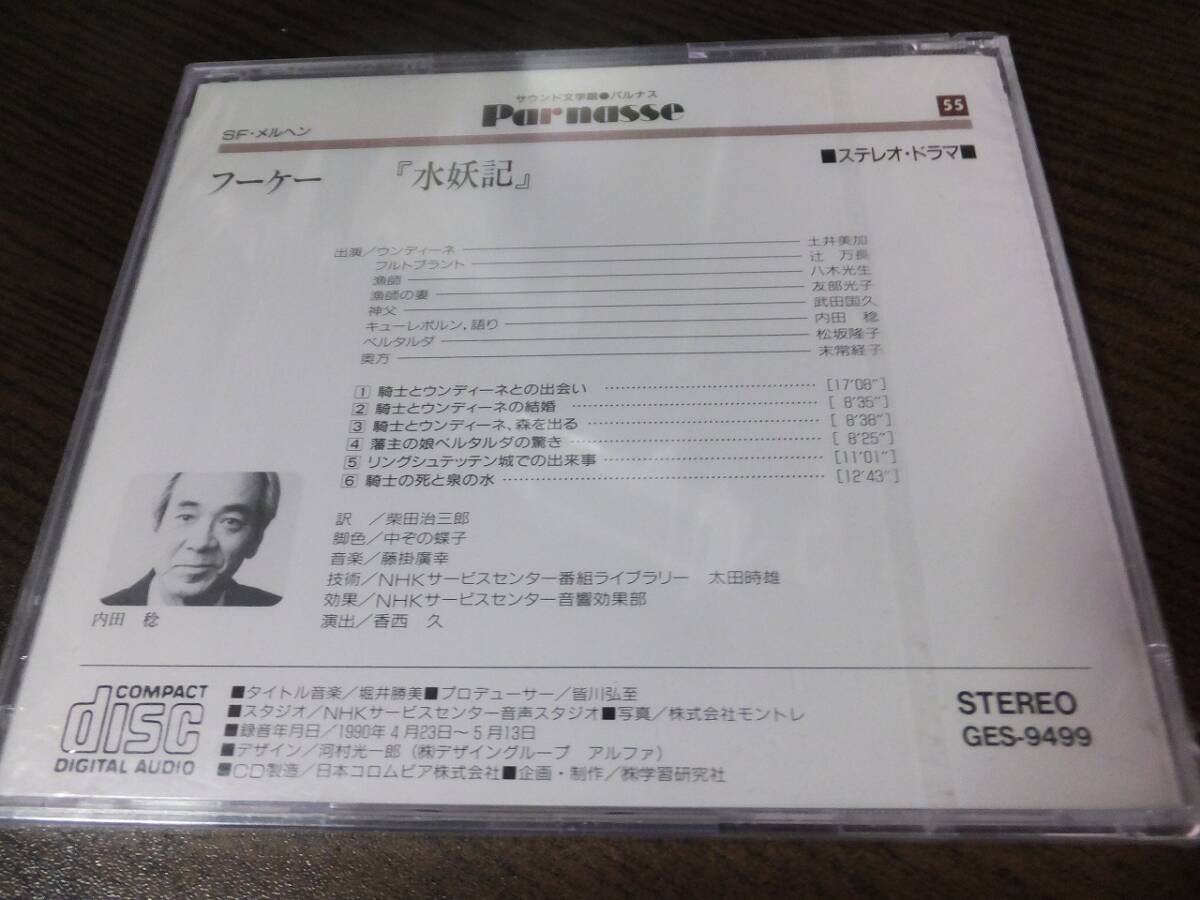 サウンド文学館●パルナス
Parnasse
55
SF・メルヘン
■ステレオ・ドラマ■
フーケー 『水妖記』
出演／ウンディーネ 土井美加
フルトブラント 辻 万長
漁師 八木光生
漁師の妻 友部光子
神父 武田国久
キューレボルン，語り 内田 稔
ベルタルダ 松坂隆子
奥方 末常経子
1 騎士とウンディーネとの出会い [17'08"]
2 騎士とウンディーネの結婚 [ 8'35"]
3 騎士とウンディーネ、森を出る [ 8'38"]
4 藩主の娘ベルタルダの驚き [ 8'25"]
5 リングシュテッテン城での出来事 [11'01"]
6 騎士の死と泉の水 [12'43"]
訳 ／柴田治三郎
脚色／中ぞの蝶子
音楽／藤掛廣幸
技術／NHKサービスセンター番組ライブラリー 太田時雄
効果／NHKサービスセンター音響効果部
演出／香西 久
内田 稔
COMPACT
disc
DIGITAL AUDIO
■タイトル音楽／堀井勝美■プロデューサー／皆川弘至
■スタジオ／NHKサービスセンター音声スタジオ■写真／株式会社モントレ
■録音年月日／1990年4月23日～5月13日
■デザイン／河村光一郎（㈱デザイングループ アルファ）
■CD製造／日本コロムビア株式会社■企画・制作／㈱学習研究社
STEREO
GES-9499